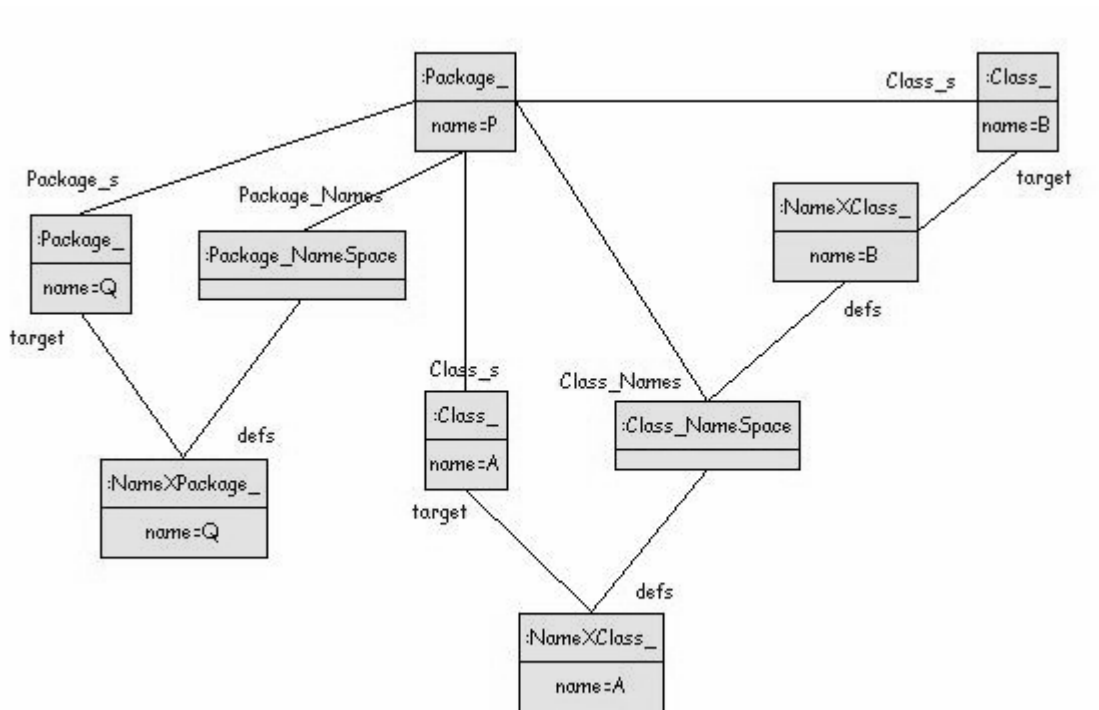 :Package_
name=P
Class_s
:Class_
name=B
target
Package_s
Package_Names
:NameXClass_
name=B
defs
:Package_
name=Q
target
:Package_NameSpace
Class_s
:Class_
name=A
target
Class_Names
:Class_NameSpace
defs
:NameXPackage_
name=Q
defs
:NameXClass_
name=A